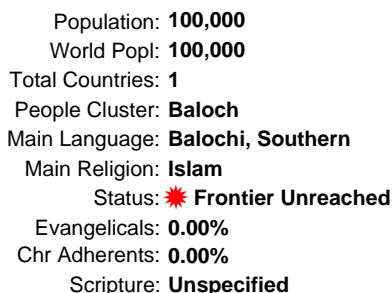 Population: 100,000
World Popl: 100,000
Total Countries: 1
People Cluster: Baloch
Main Language: Balochi, Southern
Main Religion: Islam
Status: Frontier Unreached
Evangelicals: 0.00%
Chr Adherents: 0.00%
Scripture: Unspecified